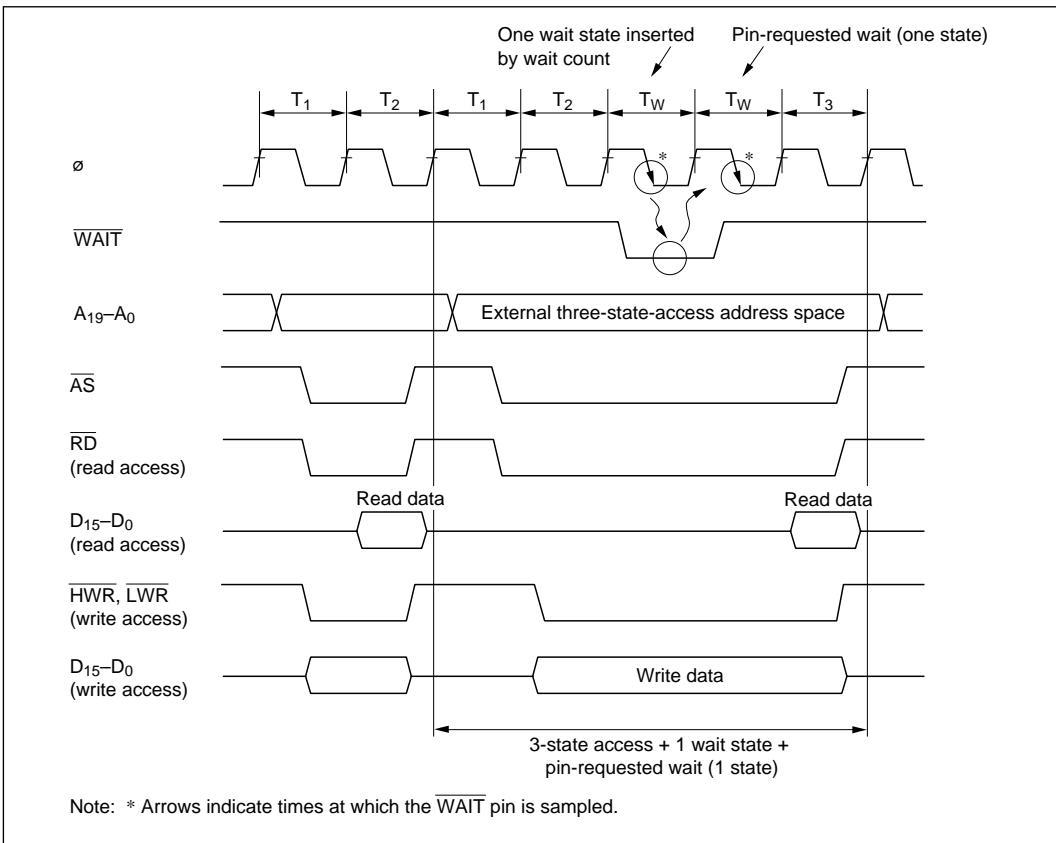 One wait state inserted
by wait count
Pin-requested wait (one state)
T1 T2 T1 T2 TW TW T3
ø
* *
WAIT
A19–A0
External three-state-access address space
AS
RD
(read access)
Read data Read data
D15–D0
(read access)
HWR, LWR
(write access)
D15–D0
(write access)
Write data
3-state access + 1 wait state +
pin-requested wait (1 state)
Note: * Arrows indicate times at which the WAIT pin is sampled.